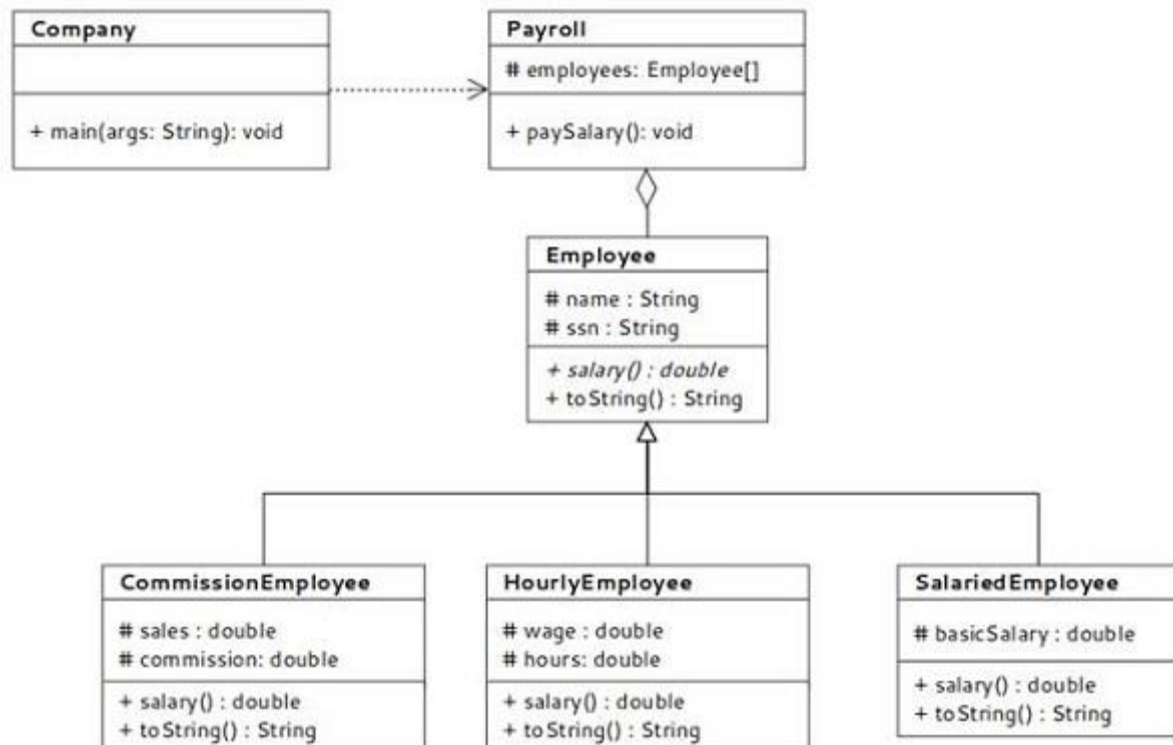 Company
+ main(args: String): void
Payroll
# employees: Employee[]
+ paySalary(): void
Employee
# name : String
# ssn : String
+ salary() : double
+ toString() : String
CommissionEmployee
# sales : double
# commission: double
+ salary() : double
+ toString() : String
HourlyEmployee
# wage : double
# hours: double
+ salary() : double
+ toString() : String
SalariedEmployee
# basicSalary : double
+ salary() : double
+ toString() : String